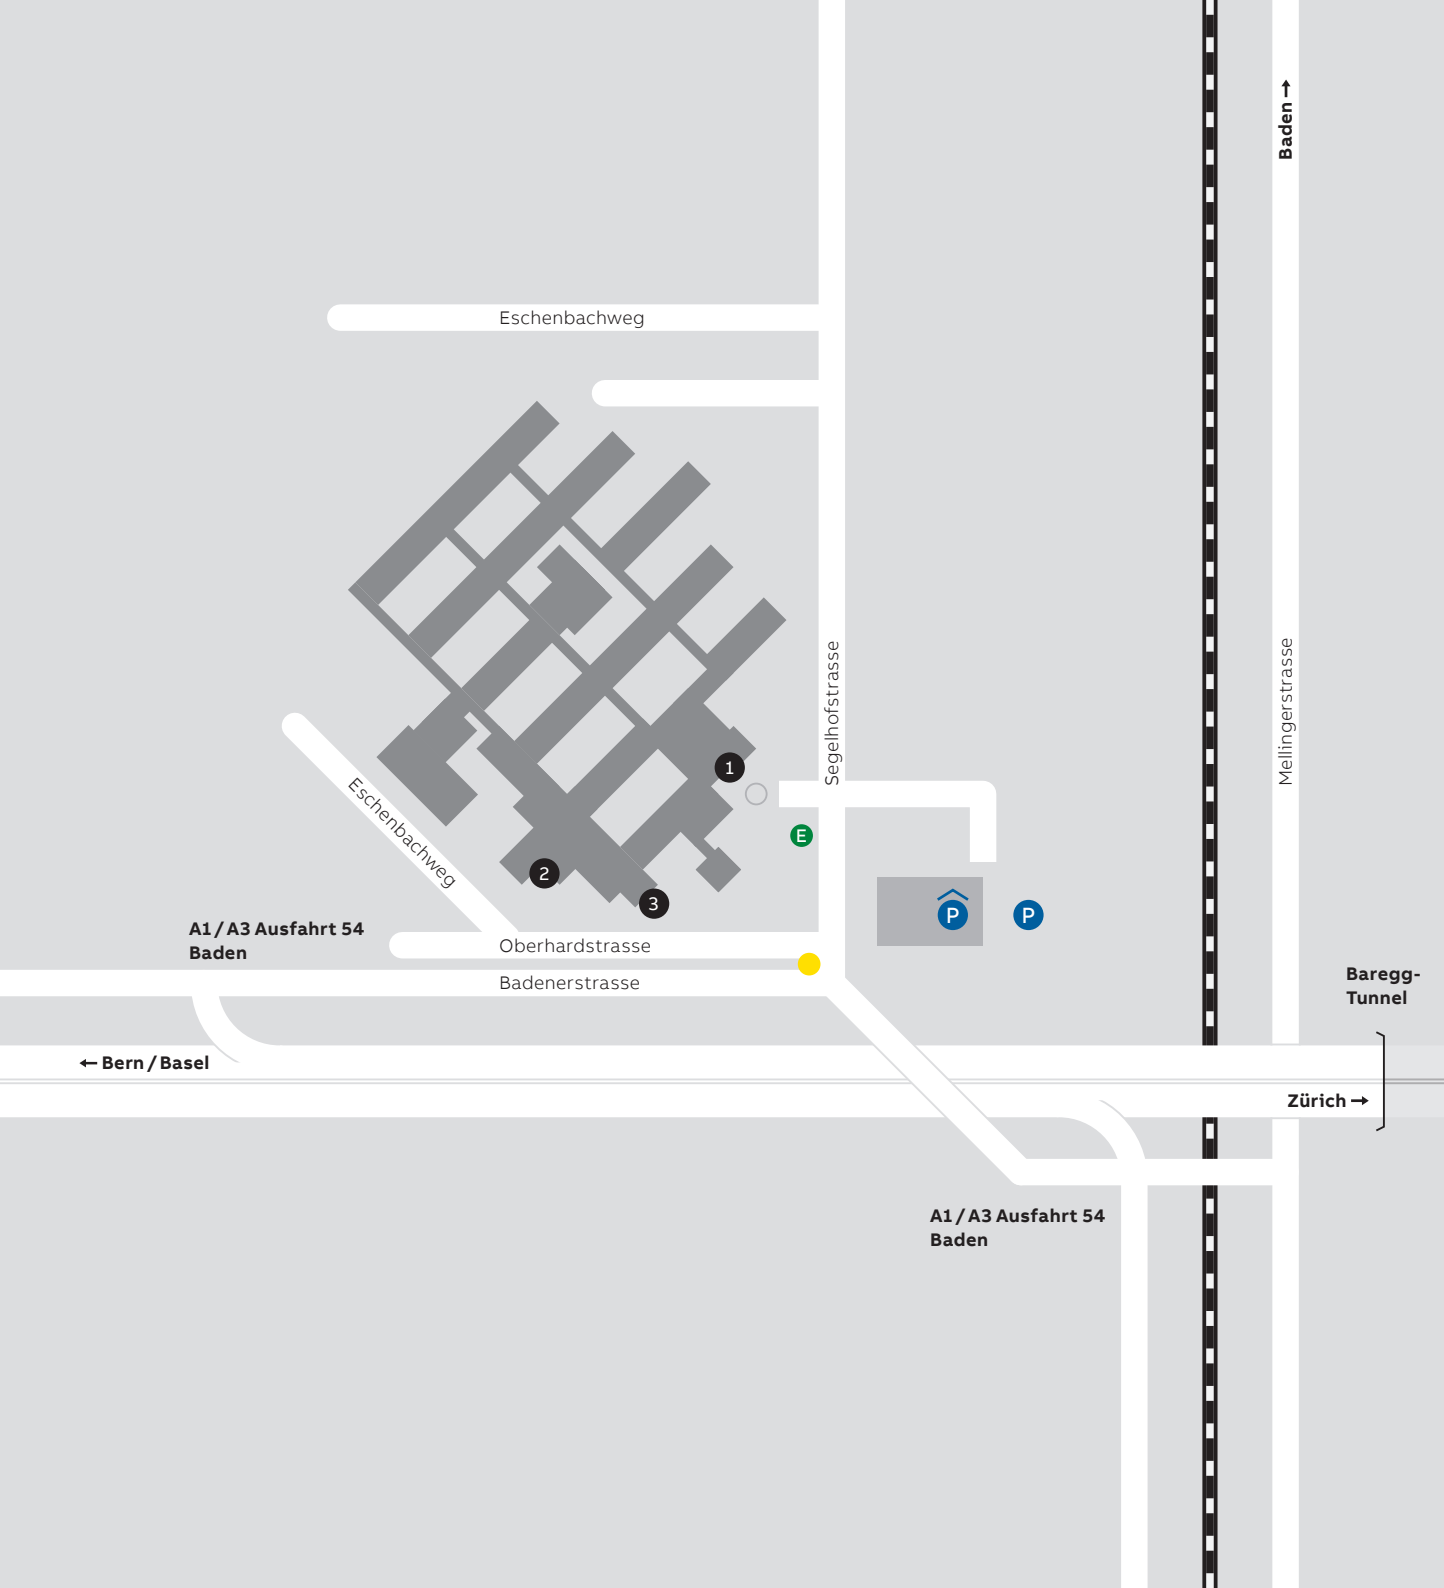 Baden →
Eschenbachweg
Segelhofstrasse
Mellingerstrasse
1
Eschenbachweg
E
2
3
P
P
A1/A3 Ausfahrt 54
Baden
Oberhardstrasse
Badenerstrasse
Baregg-
Tunnel
← Bern/Basel
Zürich →
A1/A3 Ausfahrt 54
Baden